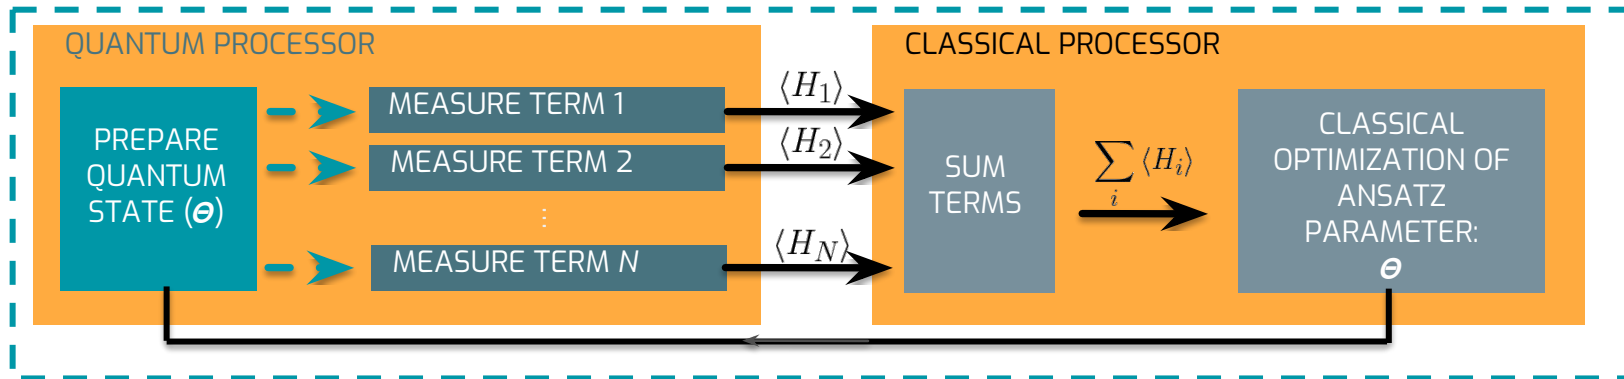 QUANTUM PROCESSOR
PREPARE
QUANTUM
STATE (Θ)
MEASURE TERM 1
MEASURE TERM 2
⋮
MEASURE TERM N
⟨H₁⟩
⟨H₂⟩
⟨H_N⟩
CLASSICAL PROCESSOR
SUM
TERMS
∑ᵢ ⟨Hᵢ⟩
CLASSICAL
OPTIMIZATION OF
ANSATZ
PARAMETER:
Θ